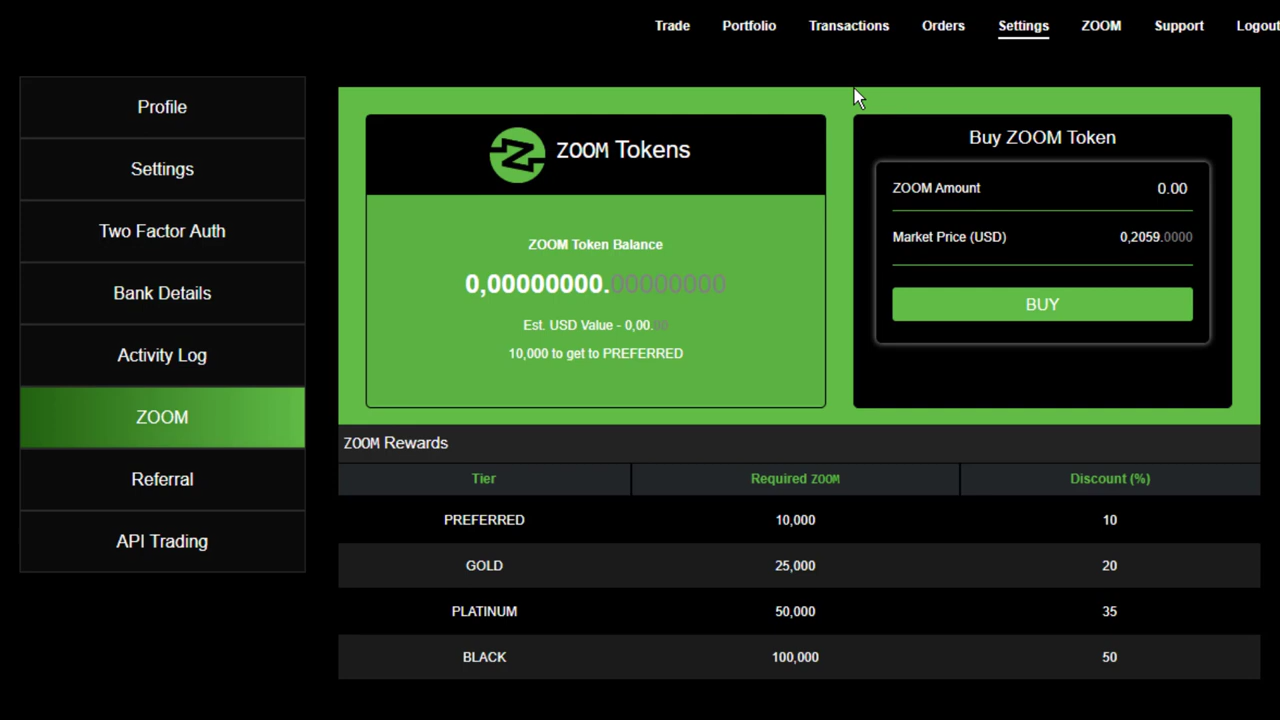 Trade Portfolio Transactions Orders Settings ZOOM Support Logout
Profile
Settings
Two Factor Auth
Bank Details
Activity Log
ZOOM
Referral
API Trading
ZOOM Tokens
ZOOM Token Balance
0,00000000.00000000
Est. USD Value - 0,00.00
10,000 to get to PREFERRED
Buy ZOOM Token
ZOOM Amount 0.00
Market Price (USD) 0,2059.0000
BUY
ZOOM Rewards
Tier Required ZOOM Discount (%)
PREFERRED 10,000 10
GOLD 25,000 20
PLATINUM 50,000 35
BLACK 100,000 50